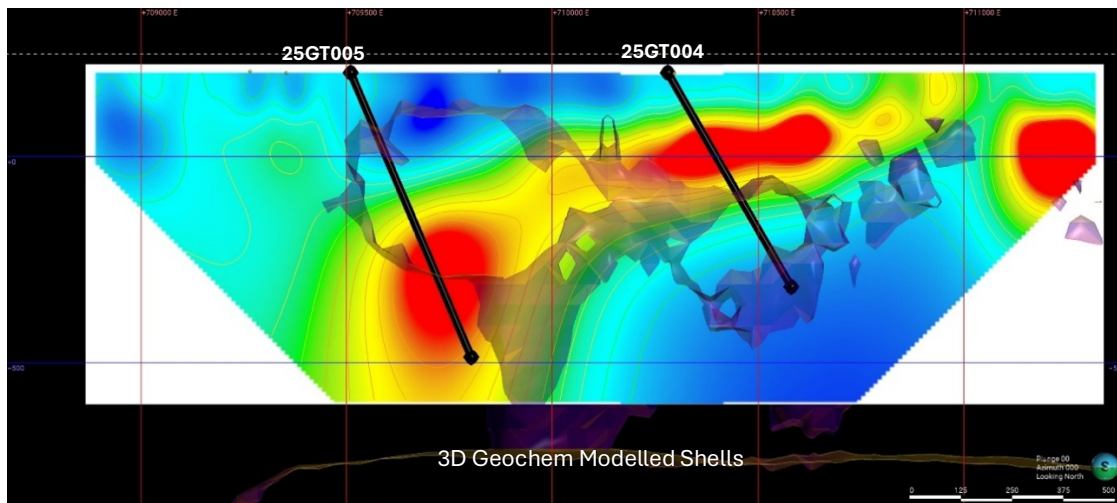 +709000 E
+709500 E
+710000 E
+710500 E
+711000 E
25GT005
25GT004
+0
-500
3D Geochem Modelled Shells
Plunge 00
Azimuth 000
Looking North
S
0 125 250 375 500